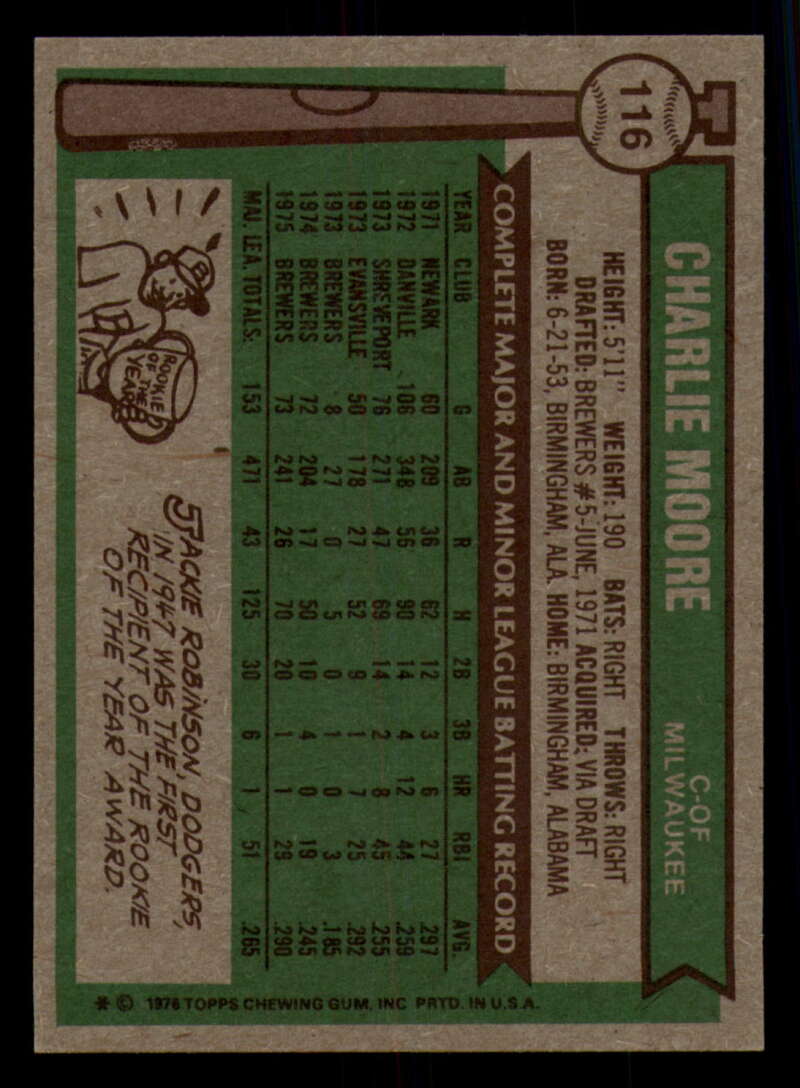 116
CHARLIE MOORE
C-OF
MILWAUKEE
HEIGHT: 5'11" WEIGHT: 190 BATS: RIGHT THROWS: RIGHT
DRAFTED: BREWERS #5-JUNE, 1971 ACQUIRED: VIA DRAFT
BORN: 6-21-53, BIRMINGHAM, ALA. HOME: BIRMINGHAM, ALABAMA
COMPLETE MAJOR AND MINOR LEAGUE BATTING RECORD
YEAR CLUB G AB R H 2B 3B HR RBI AVG.
1971 NEWARK 60 209 36 62 12 3 6 27 .297
1972 DANVILLE 106 348 56 90 14 4 12 44 .259
1973 SHREVEPORT 76 271 47 69 14 2 8 45 .255
1973 EVANSVILLE 50 178 27 52 9 1 7 25 .292
1973 BREWERS 8 27 0 5 0 1 0 3 .185
1974 BREWERS 72 204 17 50 10 4 0 19 .245
1975 BREWERS 73 241 26 70 20 1 1 29 .290
MAJ. LEA. TOTALS: 153 471 43 125 30 6 1 51 .265
B
ROOKIE
OF THE
YEAR
JACKIE ROBINSON, DODGERS,
IN 1947 WAS THE FIRST
RECIPIENT OF THE ROOKIE
OF THE YEAR AWARD.
* © 1976 TOPPS CHEWING GUM, INC PRTD. IN U.S.A.